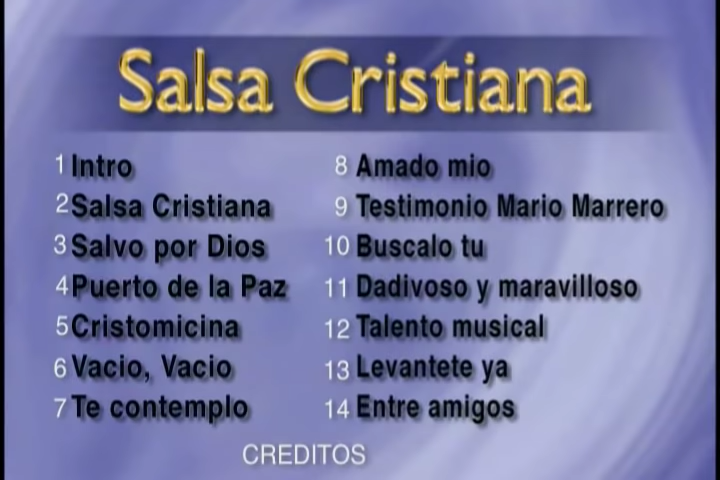 Salsa Cristiana
1 Intro
2 Salsa Cristiana
3 Salvo por Dios
4 Puerto de la Paz
5 Cristomicina
6 Vacio, Vacio
7 Te contemplo
8 Amado mio
9 Testimonio Mario Marrero
10 Buscalo tu
11 Dadivoso y maravilloso
12 Talento musical
13 Levantete ya
14 Entre amigos
CREDITOS